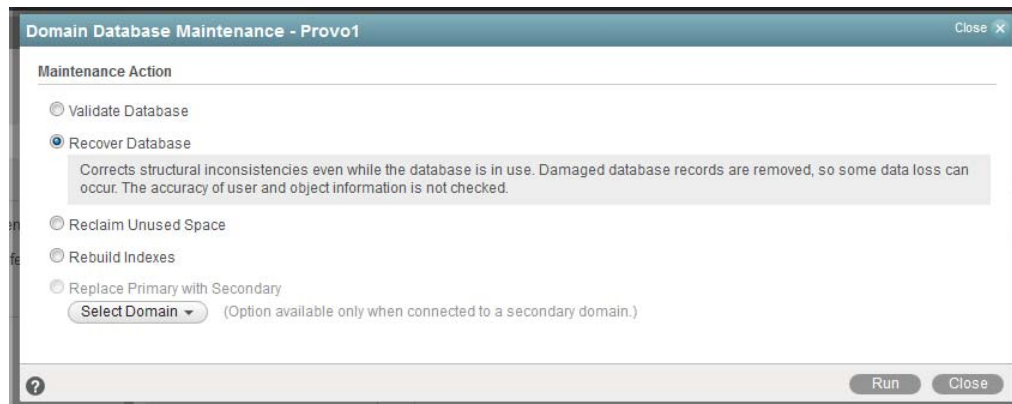 Domain Database Maintenance - Provo1
Close
Maintenance Action
Validate Database
Recover Database
Corrects structural inconsistencies even while the database is in use. Damaged database records are removed, so some data loss can
occur. The accuracy of user and object information is not checked.
Reclaim Unused Space
Rebuild Indexes
Replace Primary with Secondary
Select Domain (Option available only when connected to a secondary domain.)
? Run Close